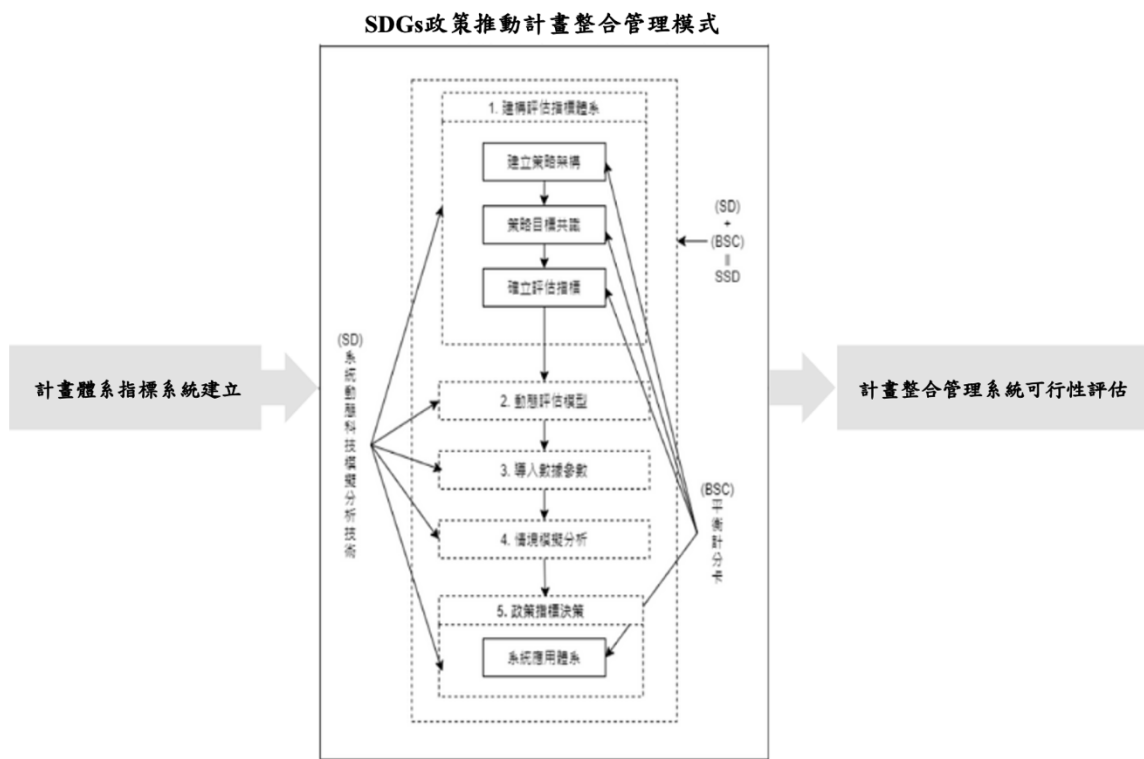 SDGs政策推動計畫整合管理模式
計畫體系指標系統建立
(SD)
系統動態科技模擬分析技術
1. 建構評估指標體系
建立策略架構
策略目標共識
建立評估指標
2. 動態評估模型
3. 導入數據參數
4. 情境模擬分析
5. 政策指標決策
系統應用體系
(SD)
+
(BSC)
||
SSD
(BSC)
平衡計分卡
計畫整合管理系統可行性評估